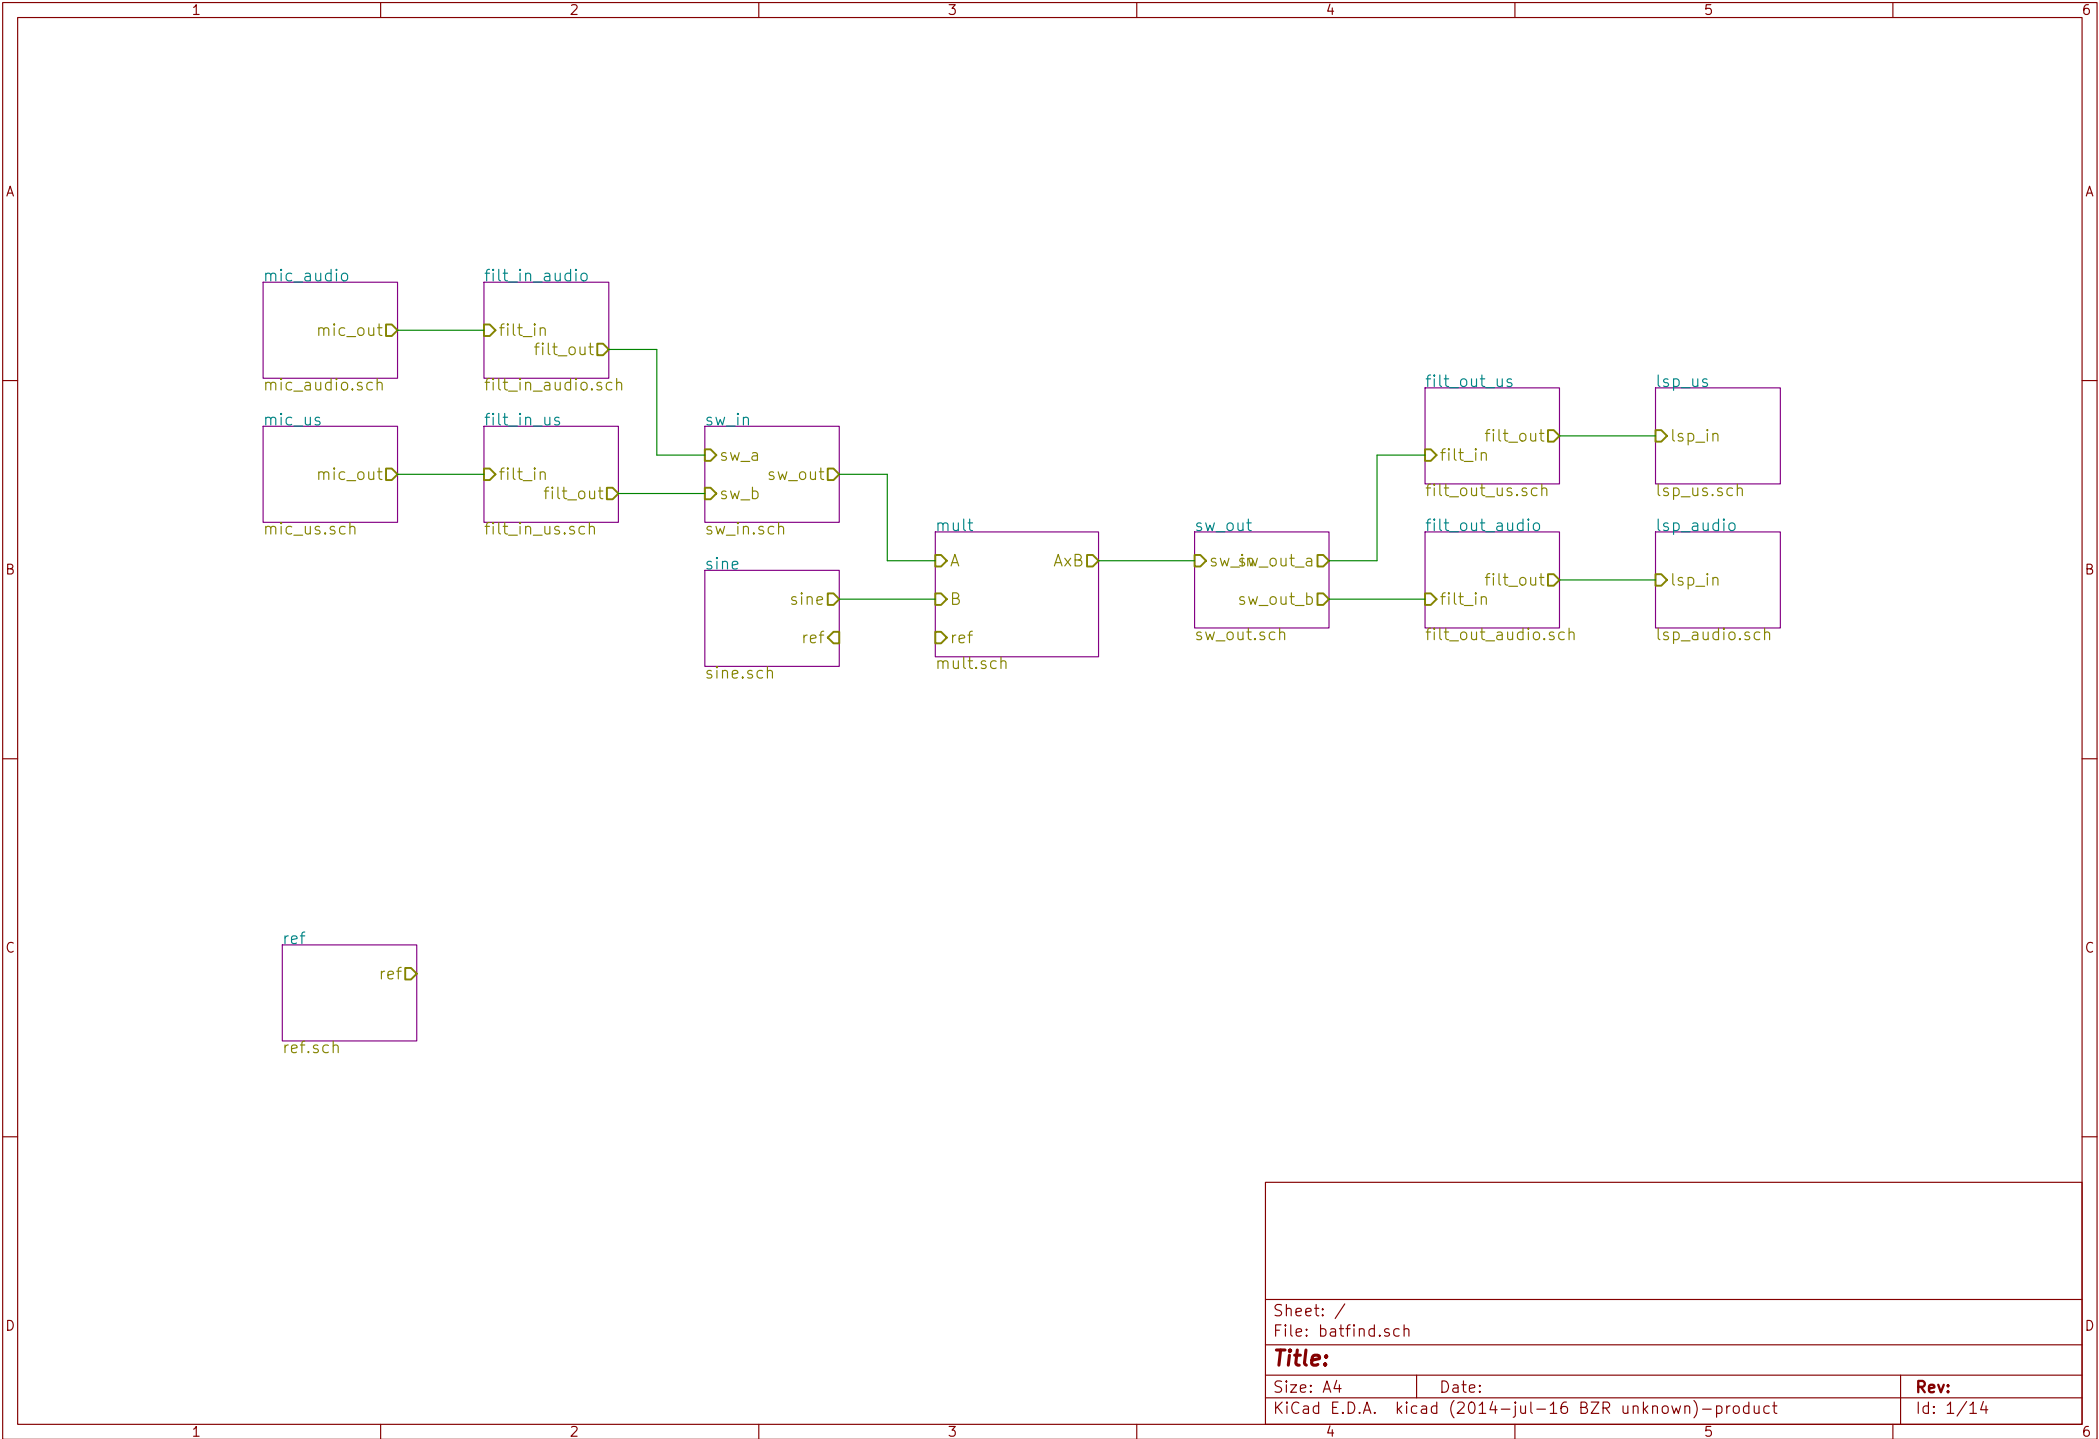 1 2 3 4 5 6
A A
mic_audio
mic_out
mic_audio.sch
filt_in_audio
filt_in
filt_out
filt_in_audio.sch
mic_us
mic_out
mic_us.sch
filt_in_us
filt_in
filt_out
filt_in_us.sch
sw_in
sw_a
sw_out
sw_b
sw_in.sch
filt_out_us
filt_out
filt_in
filt_out_us.sch
lsp_us
lsp_in
lsp_us.sch
B B
sine
sine
ref
sine.sch
mult
A AxB
B
ref
mult.sch
sw_out
sw_in sw_out_a
sw_out_b
sw_out.sch
filt_out_audio
filt_out
filt_in
filt_out_audio.sch
lsp_audio
lsp_in
lsp_audio.sch
C C
ref
ref
ref.sch
D D
Sheet: /
File: batfind.sch
Title:
Size: A4 Date: Rev:
KiCad E.D.A. kicad (2014-jul-16 BZR unknown)-product Id: 1/14
1 2 3 4 5 6